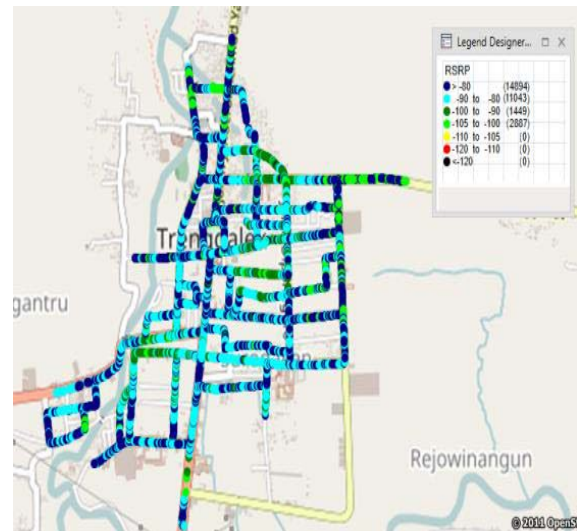 Legend Designer...
RSRP
> -80 (14894)
-90 to -80 (11043)
-100 to -90 (1449)
-105 to -100 (2887)
-110 to -105 (0)
-120 to -110 (0)
<-120 (0)
gantru
Rejowinangun
© 2011 OpenS